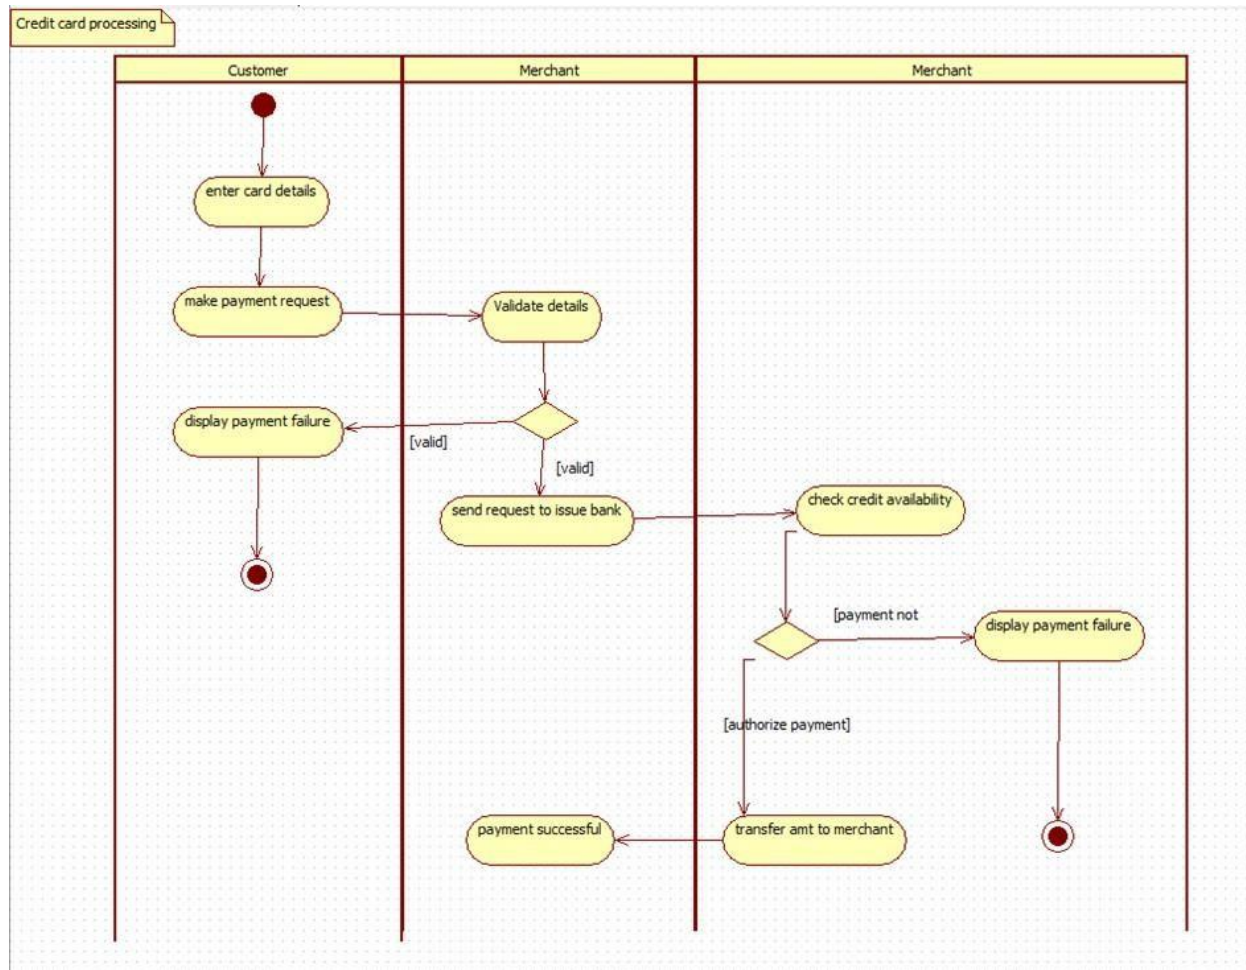 Credit card processing
Customer
Merchant
Merchant
enter card details
make payment request
Validate details
display payment failure
[valid]
[valid]
send request to issue bank
check credit availability
[payment not
display payment failure
[authorize payment]
payment successful
transfer amt to merchant